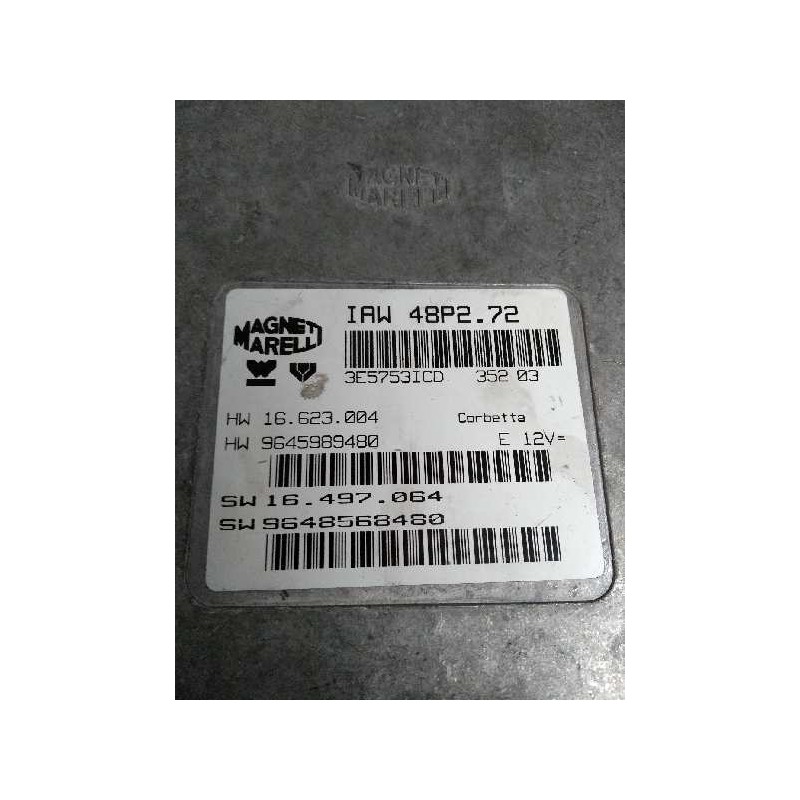 MAGNETI
MARELLI
MAGNETI
MARELLI
IAW 48P2.72
3E5753ICD 352 03
HW 16.623.004 Corbetta
HW 9645989480 E 12V=
SW 16.497.064
SW 9648568480